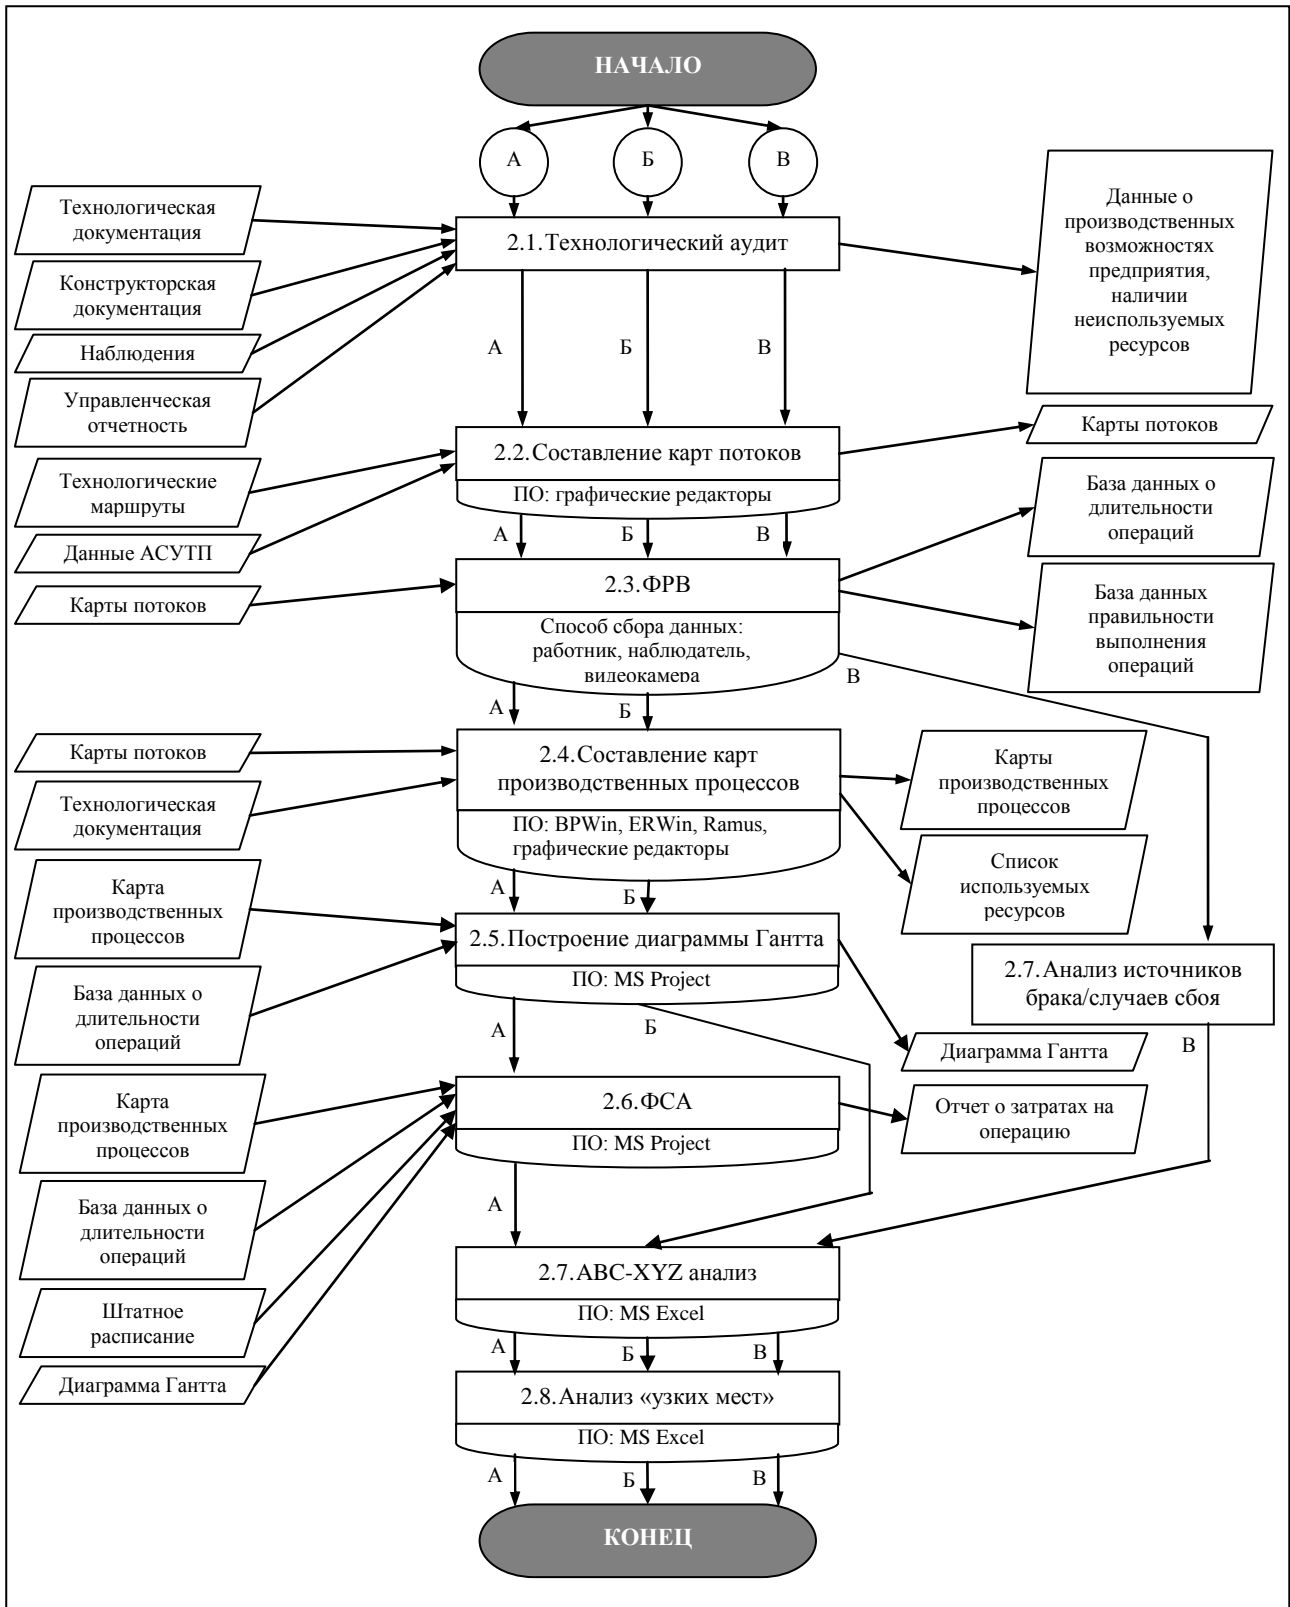 НАЧАЛО
А
Б
В
Технологическая
документация
2.1.Технологический аудит
Данные о
производственных
возможностях
предприятия,
наличии
неиспользуемых
ресурсов
Конструкторская
документация
Наблюдения
Управленческая
отчетность
А
Б
В
2.2.Составление карт потоков
ПО: графические редакторы
Карты потоков
Технологические
маршруты
Данные АСУТП
А
Б
В
База данных о
длительности
операций
Карты потоков
2.3.ФРВ
Способ сбора данных:
работник, наблюдатель,
видеокамера
База данных
правильности
выполнения
операций
А
Б
В
Карты потоков
Технологическая
документация
2.4.Составление карт
производственных процессов
ПО: BPWin, ERWin, Ramus,
графические редакторы
Карты
производственных
процессов
Список
используемых
ресурсов
А
Б
Карта
производственных
процессов
База данных о
длительности
операций
2.5.Построение диаграммы Гантта
ПО: MS Project
2.7.Анализ источников
брака/случаев сбоя
А
Б
В
Диаграмма Гантта
Карта
производственных
процессов
2.6.ФСА
ПО: MS Project
Отчет о затратах на
операцию
База данных о
длительности
операций
А
Штатное
расписание
Диаграмма Гантта
2.7.ABC-XYZ анализ
ПО: MS Excel
А
Б
В
2.8.Анализ «узких мест»
ПО: MS Excel
А
Б
В
КОНЕЦ